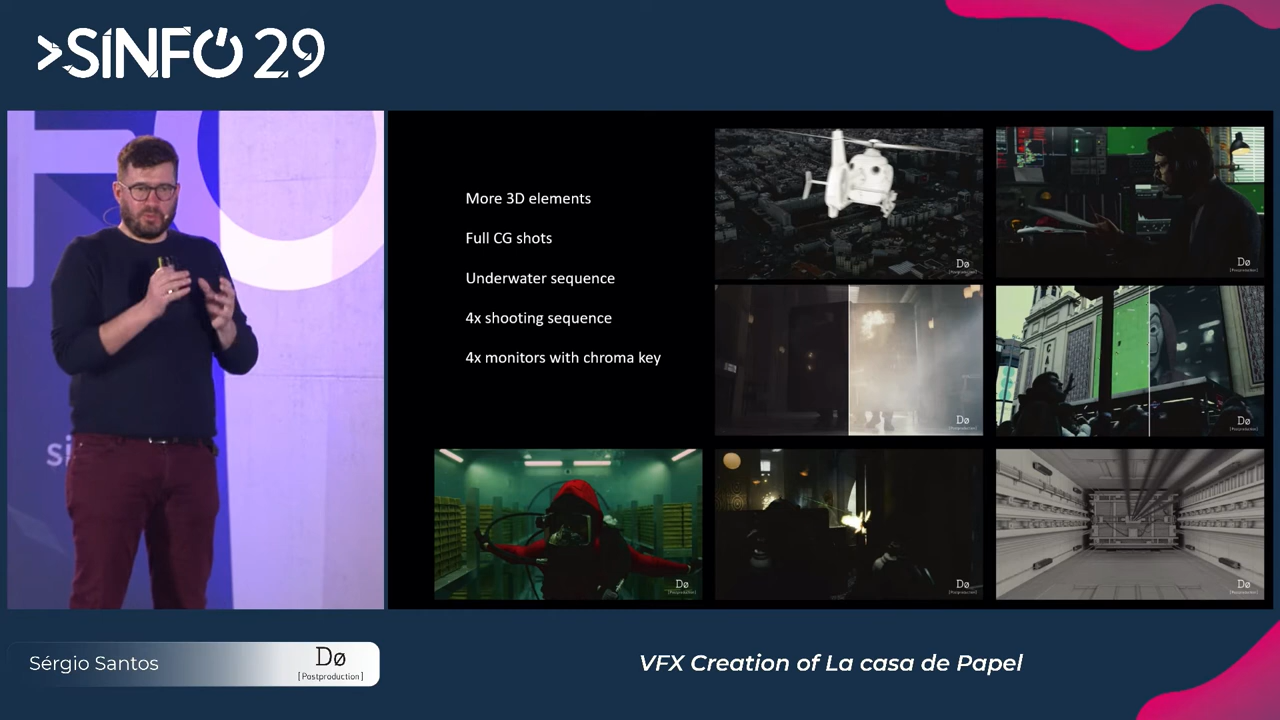 >SINFO 29
More 3D elements
Full CG shots
Underwater sequence
4x shooting sequence
4x monitors with chroma key
Dø
Dø
Dø
Dø
Dø
Dø
Dø
Sérgio Santos
Dø
[Postproduction]
VFX Creation of La casa de Papel